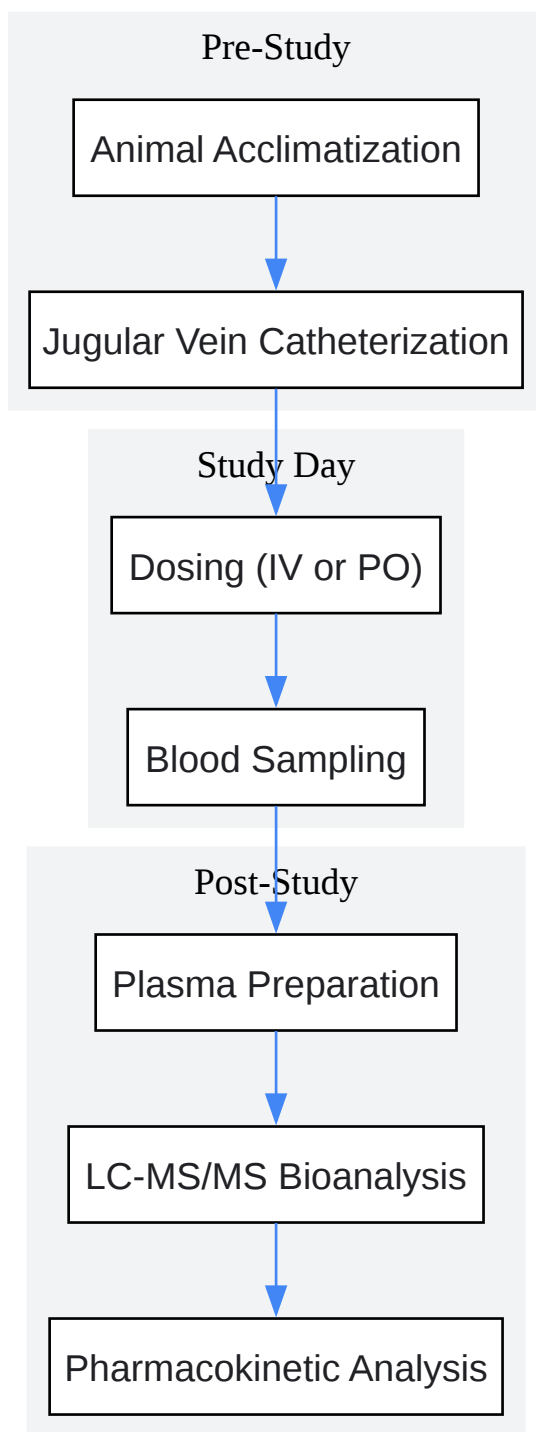 Pre-Study
Animal Acclimatization
Jugular Vein Catheterization
Study Day
Dosing (IV or PO)
Blood Sampling
Post-Study
Plasma Preparation
LC-MS/MS Bioanalysis
Pharmacokinetic Analysis